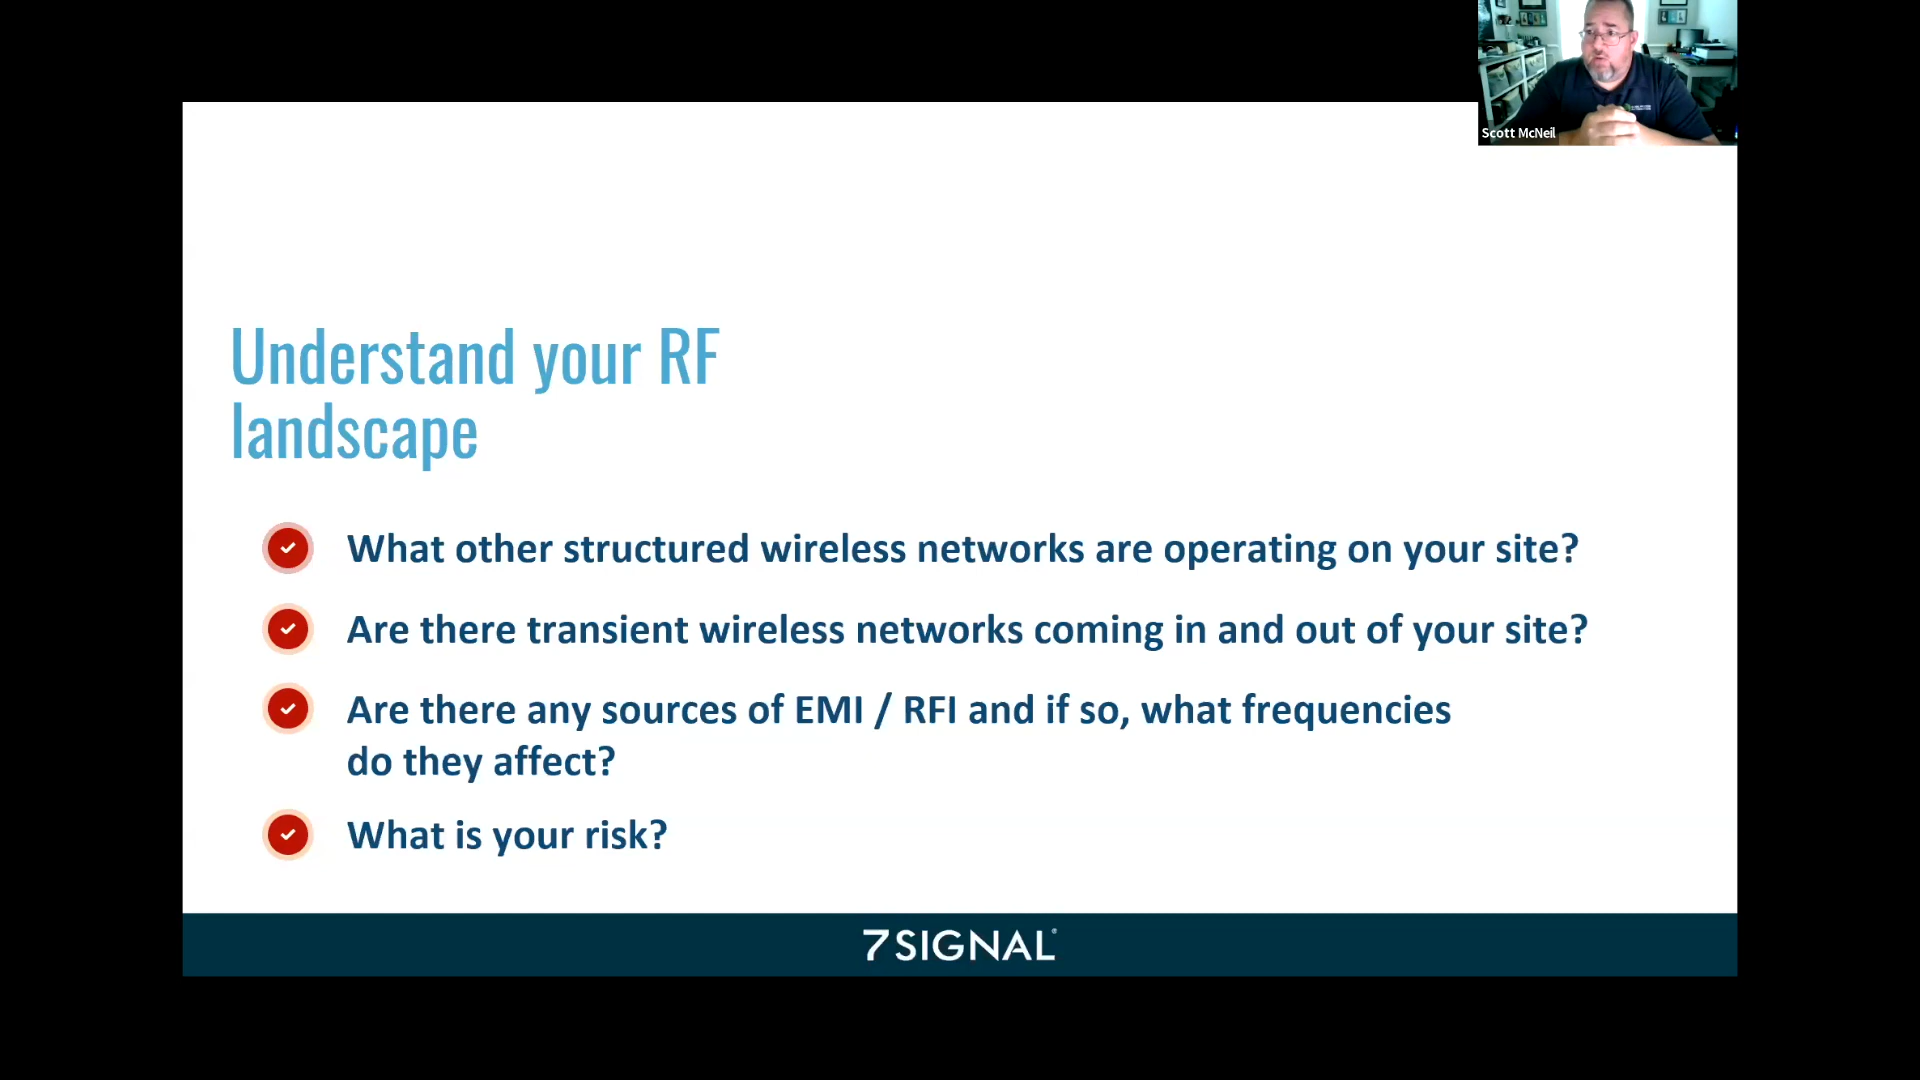 Scott McNeil
Understand your RF
landscape
What other structured wireless networks are operating on your site?
Are there transient wireless networks coming in and out of your site?
Are there any sources of EMI / RFI and if so, what frequencies
do they affect?
What is your risk?
7SIGNAL®